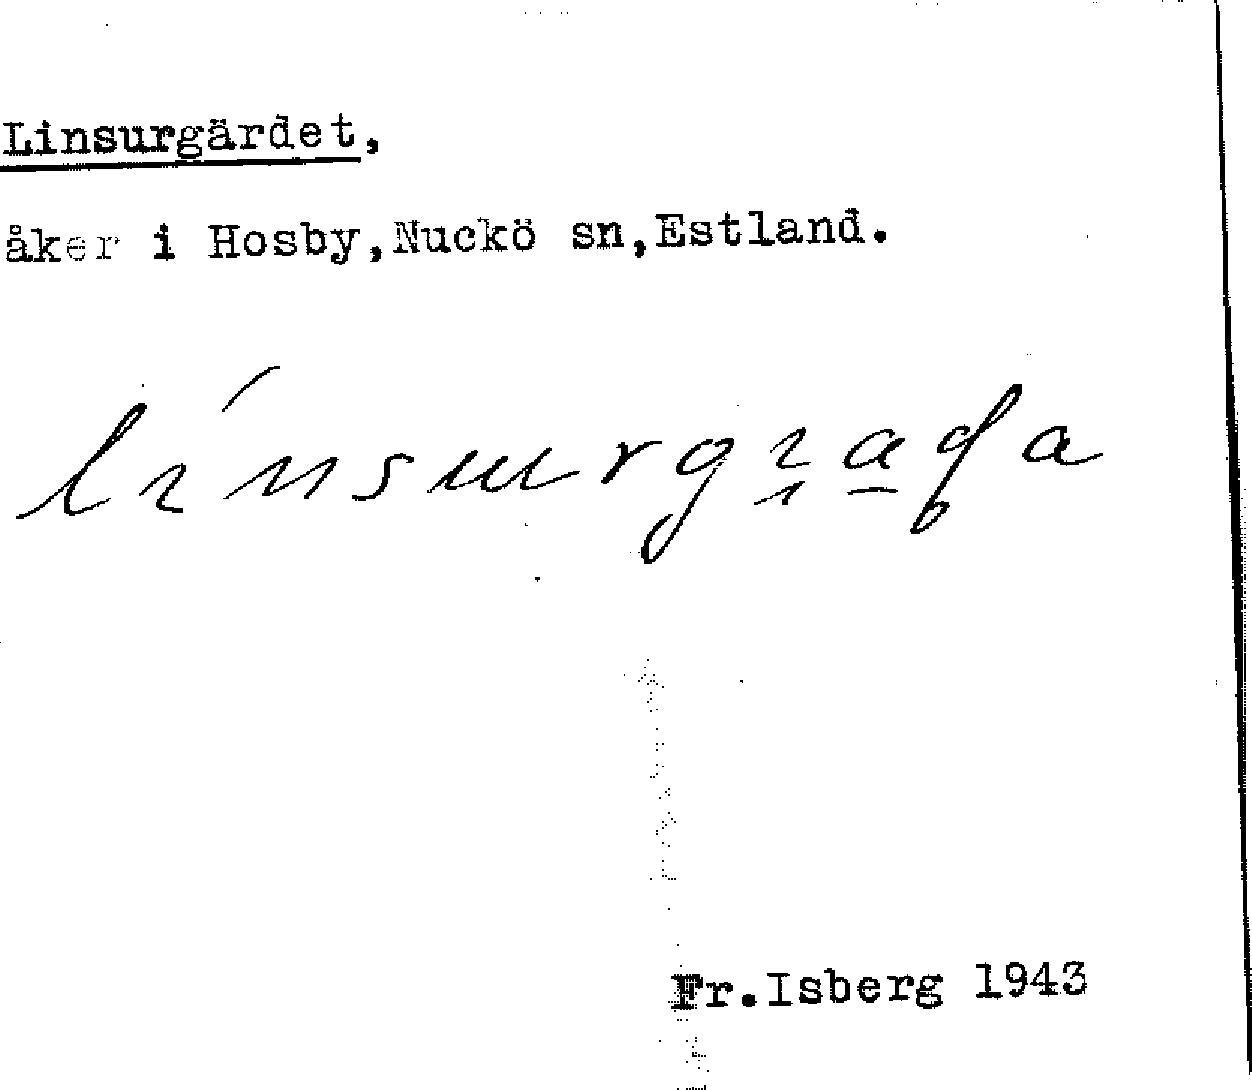 Linsurgärdet,
åker i Hosby,Nuckö sn,Estland.
Fr.Isberg 1943